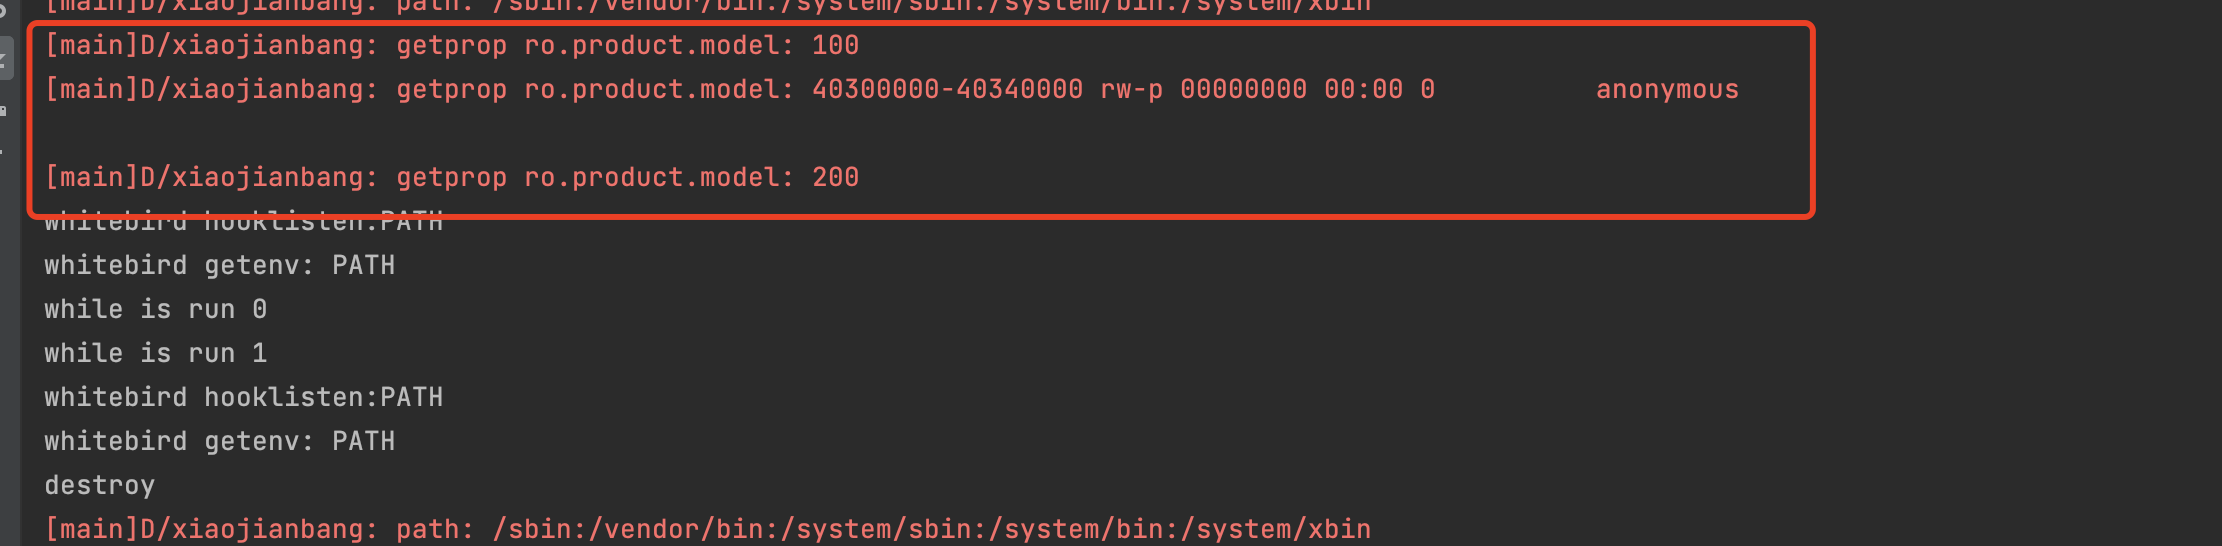 [main]D/xiaojianbang: path: /sbin:/vendor/bin:/system/sbin:/system/bin:/system/xbin
[main]D/xiaojianbang: getprop ro.product.model: 100
[main]D/xiaojianbang: getprop ro.product.model: 40300000-40340000 rw-p 00000000 00:00 0          anonymous
[main]D/xiaojianbang: getprop ro.product.model: 200
whitebird hooklisten:PATH
whitebird getenv: PATH
while is run 0
while is run 1
whitebird hooklisten:PATH
whitebird getenv: PATH
destroy
[main]D/xiaojianbang: path: /sbin:/vendor/bin:/system/sbin:/system/bin:/system/xbin